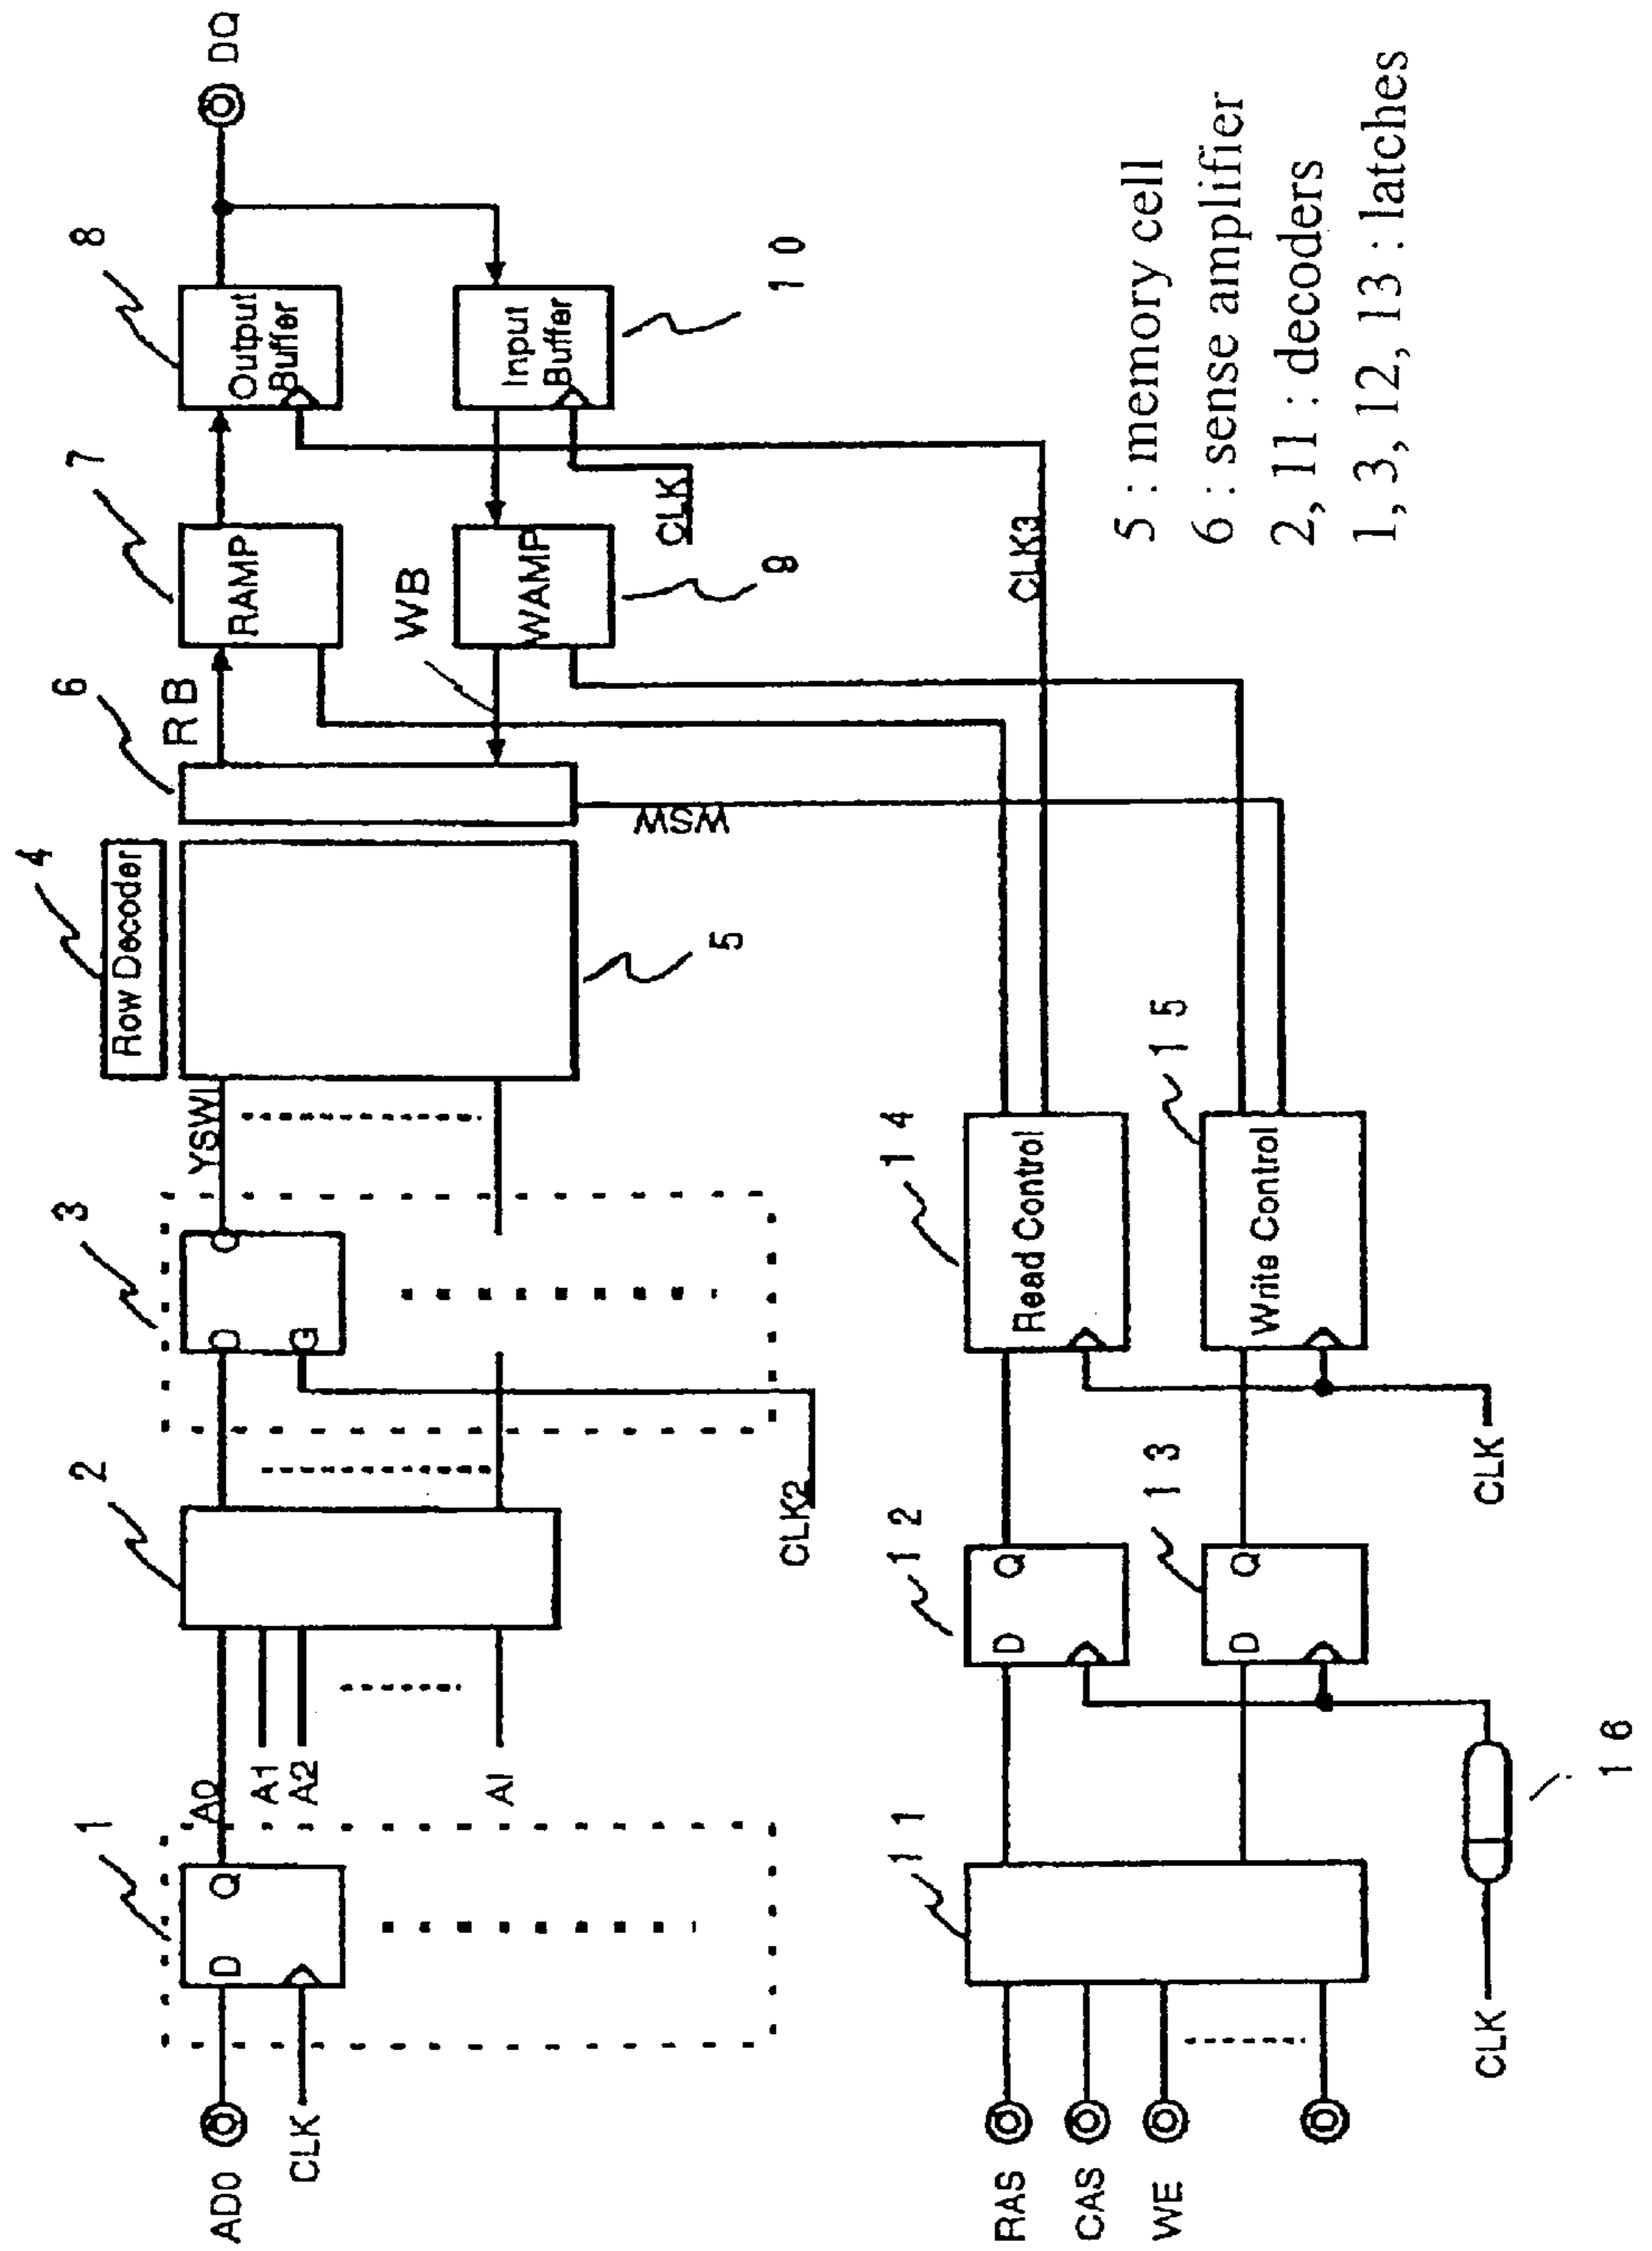 1
2
3
4
6
7
8
Row Decoder
AD0
D
Q
A0
D
Q
YSWI
RB
RAMP
Output
Buffer
DQ
CLK
A1
A2
G
AI
WB
WAMP
Input
Buffer
5
9
10
CLK2
WSW
CLK
11
12
14
RAS
D
Q
Read Control
CLK3
CAS
WE
13
15
D
Q
Write Control
CLK
CLK
16
5 : memory cell
6 : sense amplifier
2, 11 : decoders
1, 3, 12, 13 : latches